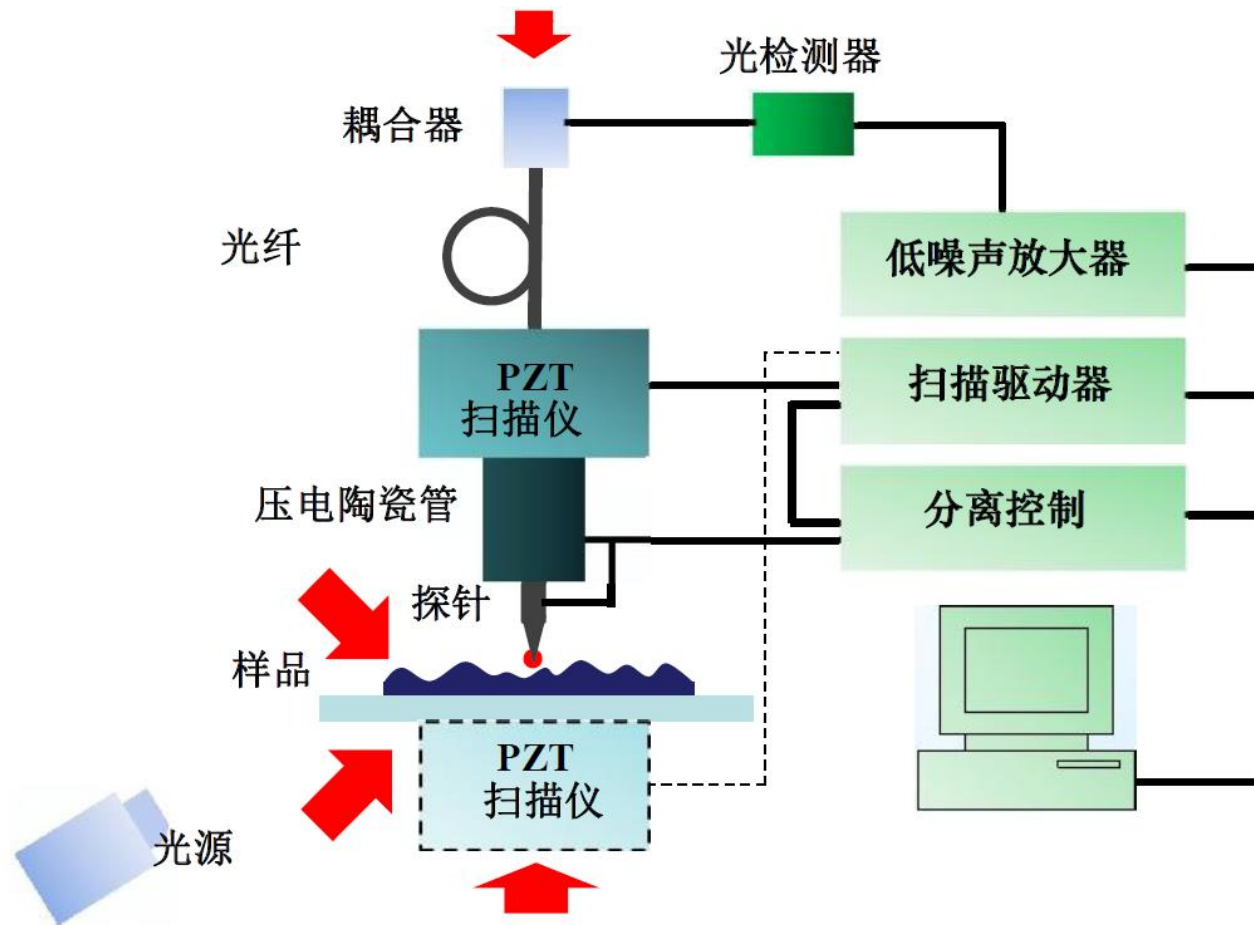 光检测器
耦合器
光纤
低噪声放大器
PZT
扫描仪
扫描驱动器
压电陶瓷管
分离控制
探针
样品
PZT
扫描仪
光源